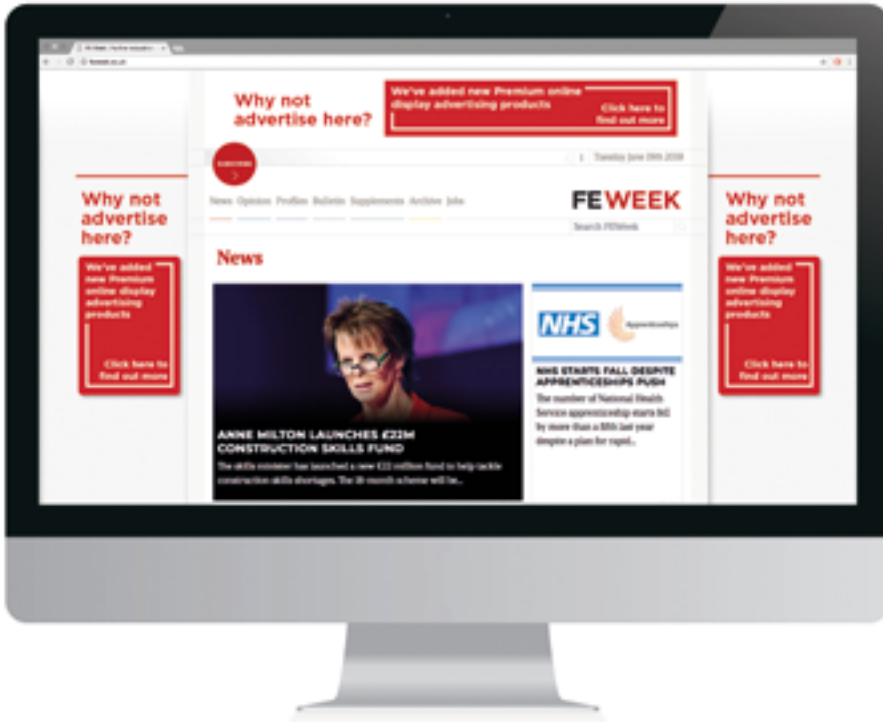 feweek.co.uk
Why not
advertise here?
We've added new Premium online
display advertising products
Click here to
find out more
SUBSCRIBE
Tuesday June 19th 2018
News Opinion Profiles Bulletin Supplements Archive Jobs
FEWEEK
Search FEWeek
Why not
advertise
here?
We've added
new Premium
online display
advertising
products
Click here to
find out more
News
ANNE MILTON LAUNCHES £22M
CONSTRUCTION SKILLS FUND
The skills minister has launched a new £22 million fund to help tackle
construction skills shortages. The 18-month scheme will be...
NHS
Apprenticeships
NHS STARTS FALL DESPITE
APPRENTICESHIPS PUSH
The number of National Health
Service apprenticeship starts fell
by more than a fifth last year
despite a plan for rapid...
Why not
advertise
here?
We've added
new Premium
online display
advertising
products
Click here to
find out more